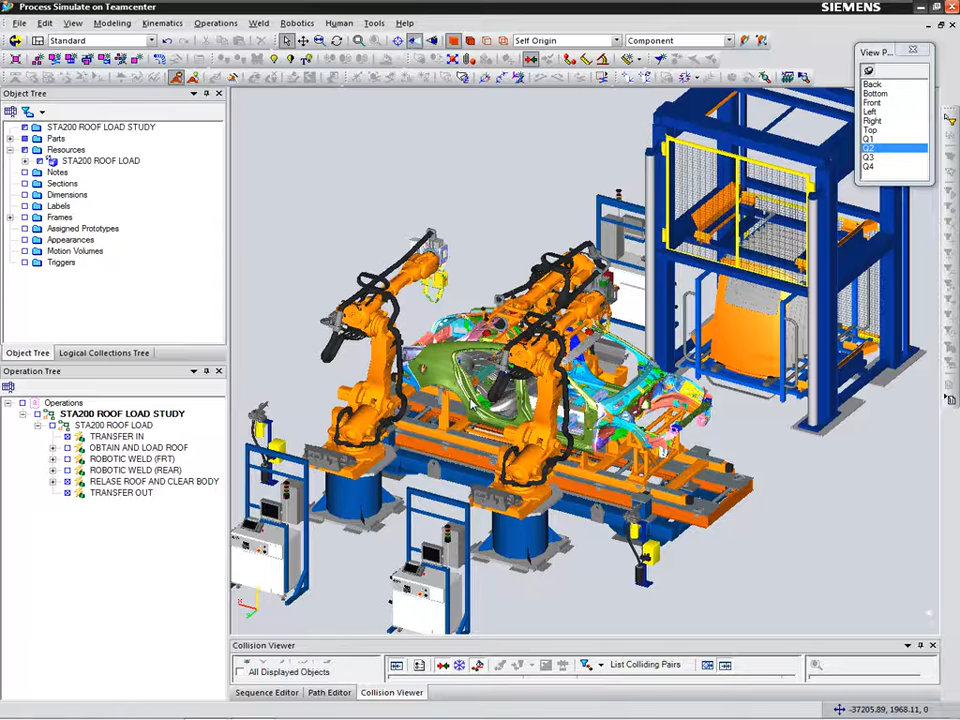 Process Simulate on Teamcenter
SIEMENS
File Edit View Modeling Kinematics Operations Weld Robotics Human Tools Help
Standard
Self Origin
Component
Object Tree
STA200 ROOF LOAD STUDY
Parts
Resources
STA200 ROOF LOAD
Notes
Sections
Dimensions
Labels
Frames
Assigned Prototypes
Appearances
Motion Volumes
Triggers
Object Tree Logical Collections Tree
Operation Tree
Operations
STA200 ROOF LOAD STUDY
STA200 ROOF LOAD
TRANSFER IN
OBTAIN AND LOAD ROOF
ROBOTIC WELD (FRT)
ROBOTIC WELD (REAR)
RELASE ROOF AND CLEAR BODY
TRANSFER OUT
View P...
Back
Bottom
Front
Left
Right
Top
Q1
Q2
Q3
Q4
Collision Viewer
All Displayed Objects
List Colliding Pairs
Sequence Editor Path Editor Collision Viewer
-37205.89, 1968.11, 0